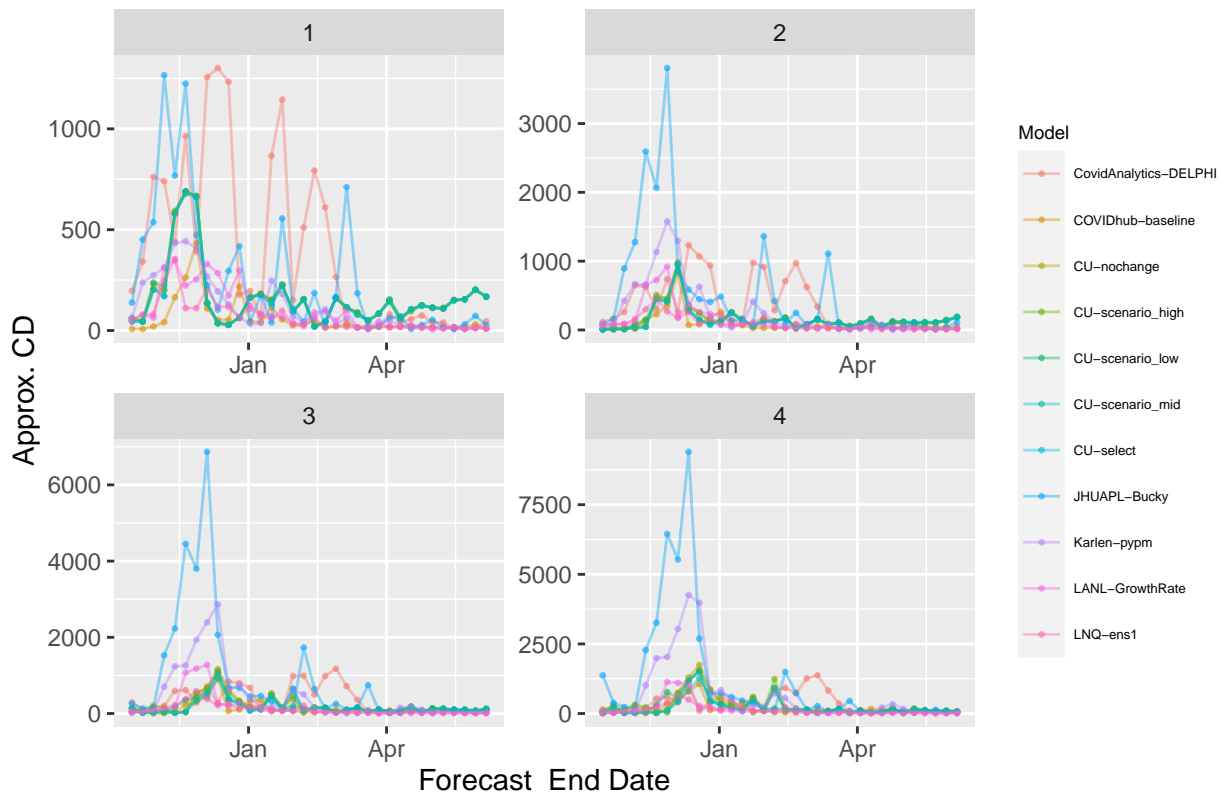 1
2
1000
500
0
Jan
Apr
3000
2000
1000
0
Jan
Apr
3
4
6000
4000
2000
0
Jan
Apr
7500
5000
2500
0
Jan
Apr
Approx. CD
Forecast  End Date
Model
CovidAnalytics−DELPHI
COVIDhub−baseline
CU−nochange
CU−scenario_high
CU−scenario_low
CU−scenario_mid
CU−select
JHUAPL−Bucky
Karlen−pypm
LANL−GrowthRate
LNQ−ens1